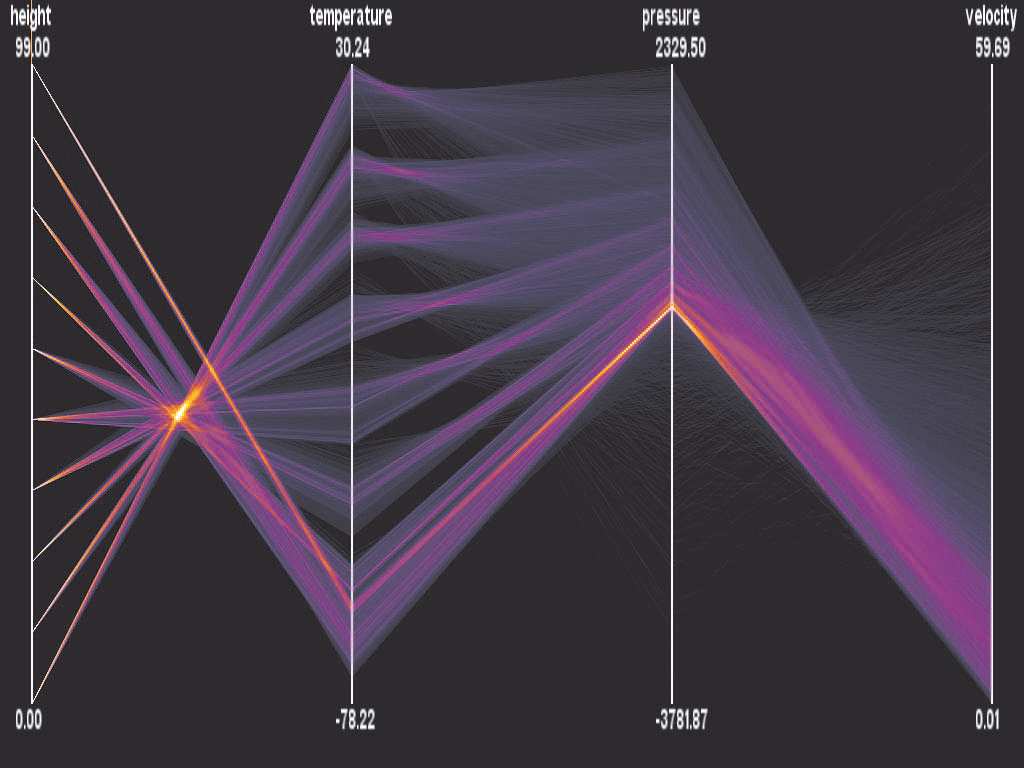 height temperature pressure velocity
99.00 30.24 2329.50 59.69
0.00 -78.22 -3781.87 0.01